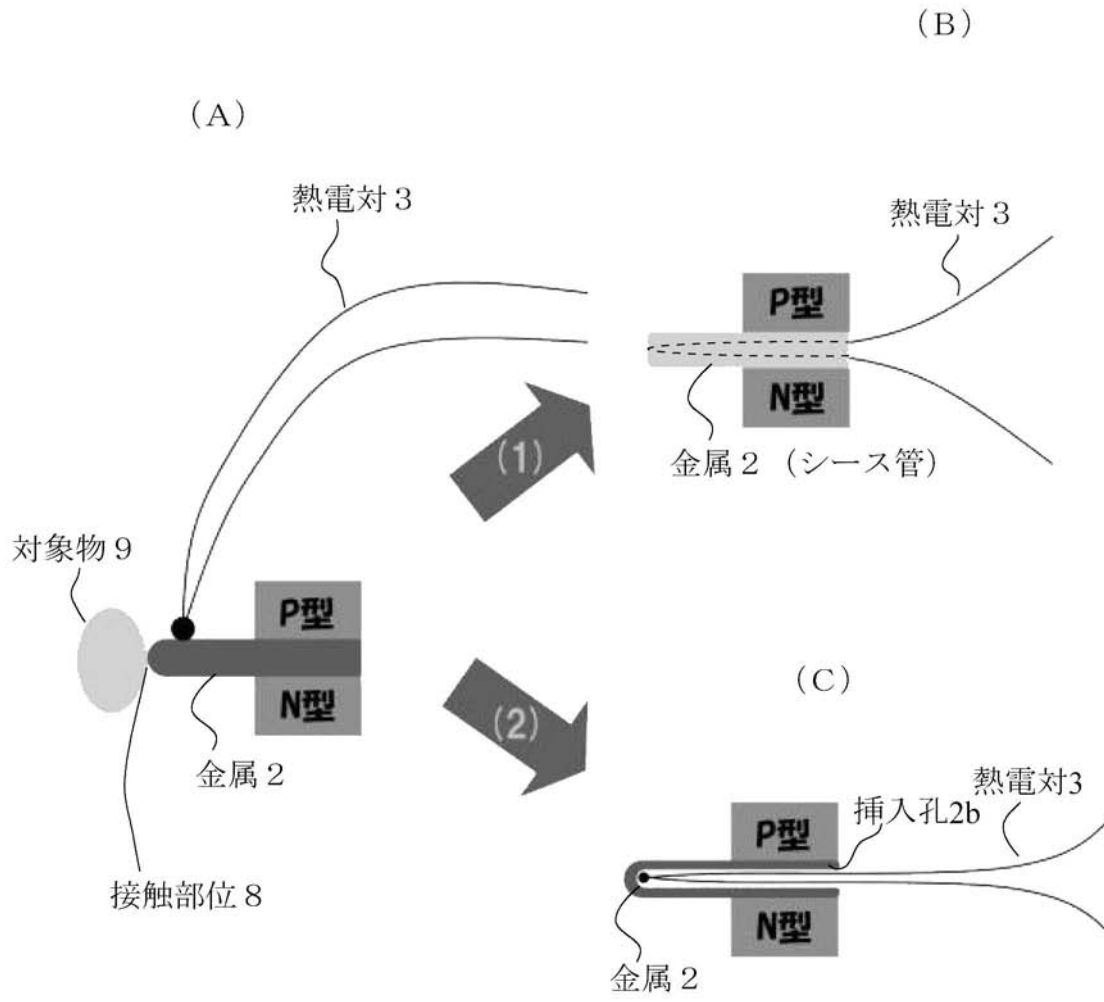 (A)
熱電対３
対象物９
P型
N型
金属２
接触部位８
(1)
(2)
(B)
熱電対３
P型
N型
金属２（シース管）
(C)
熱電対3
挿入孔2b
P型
N型
金属２